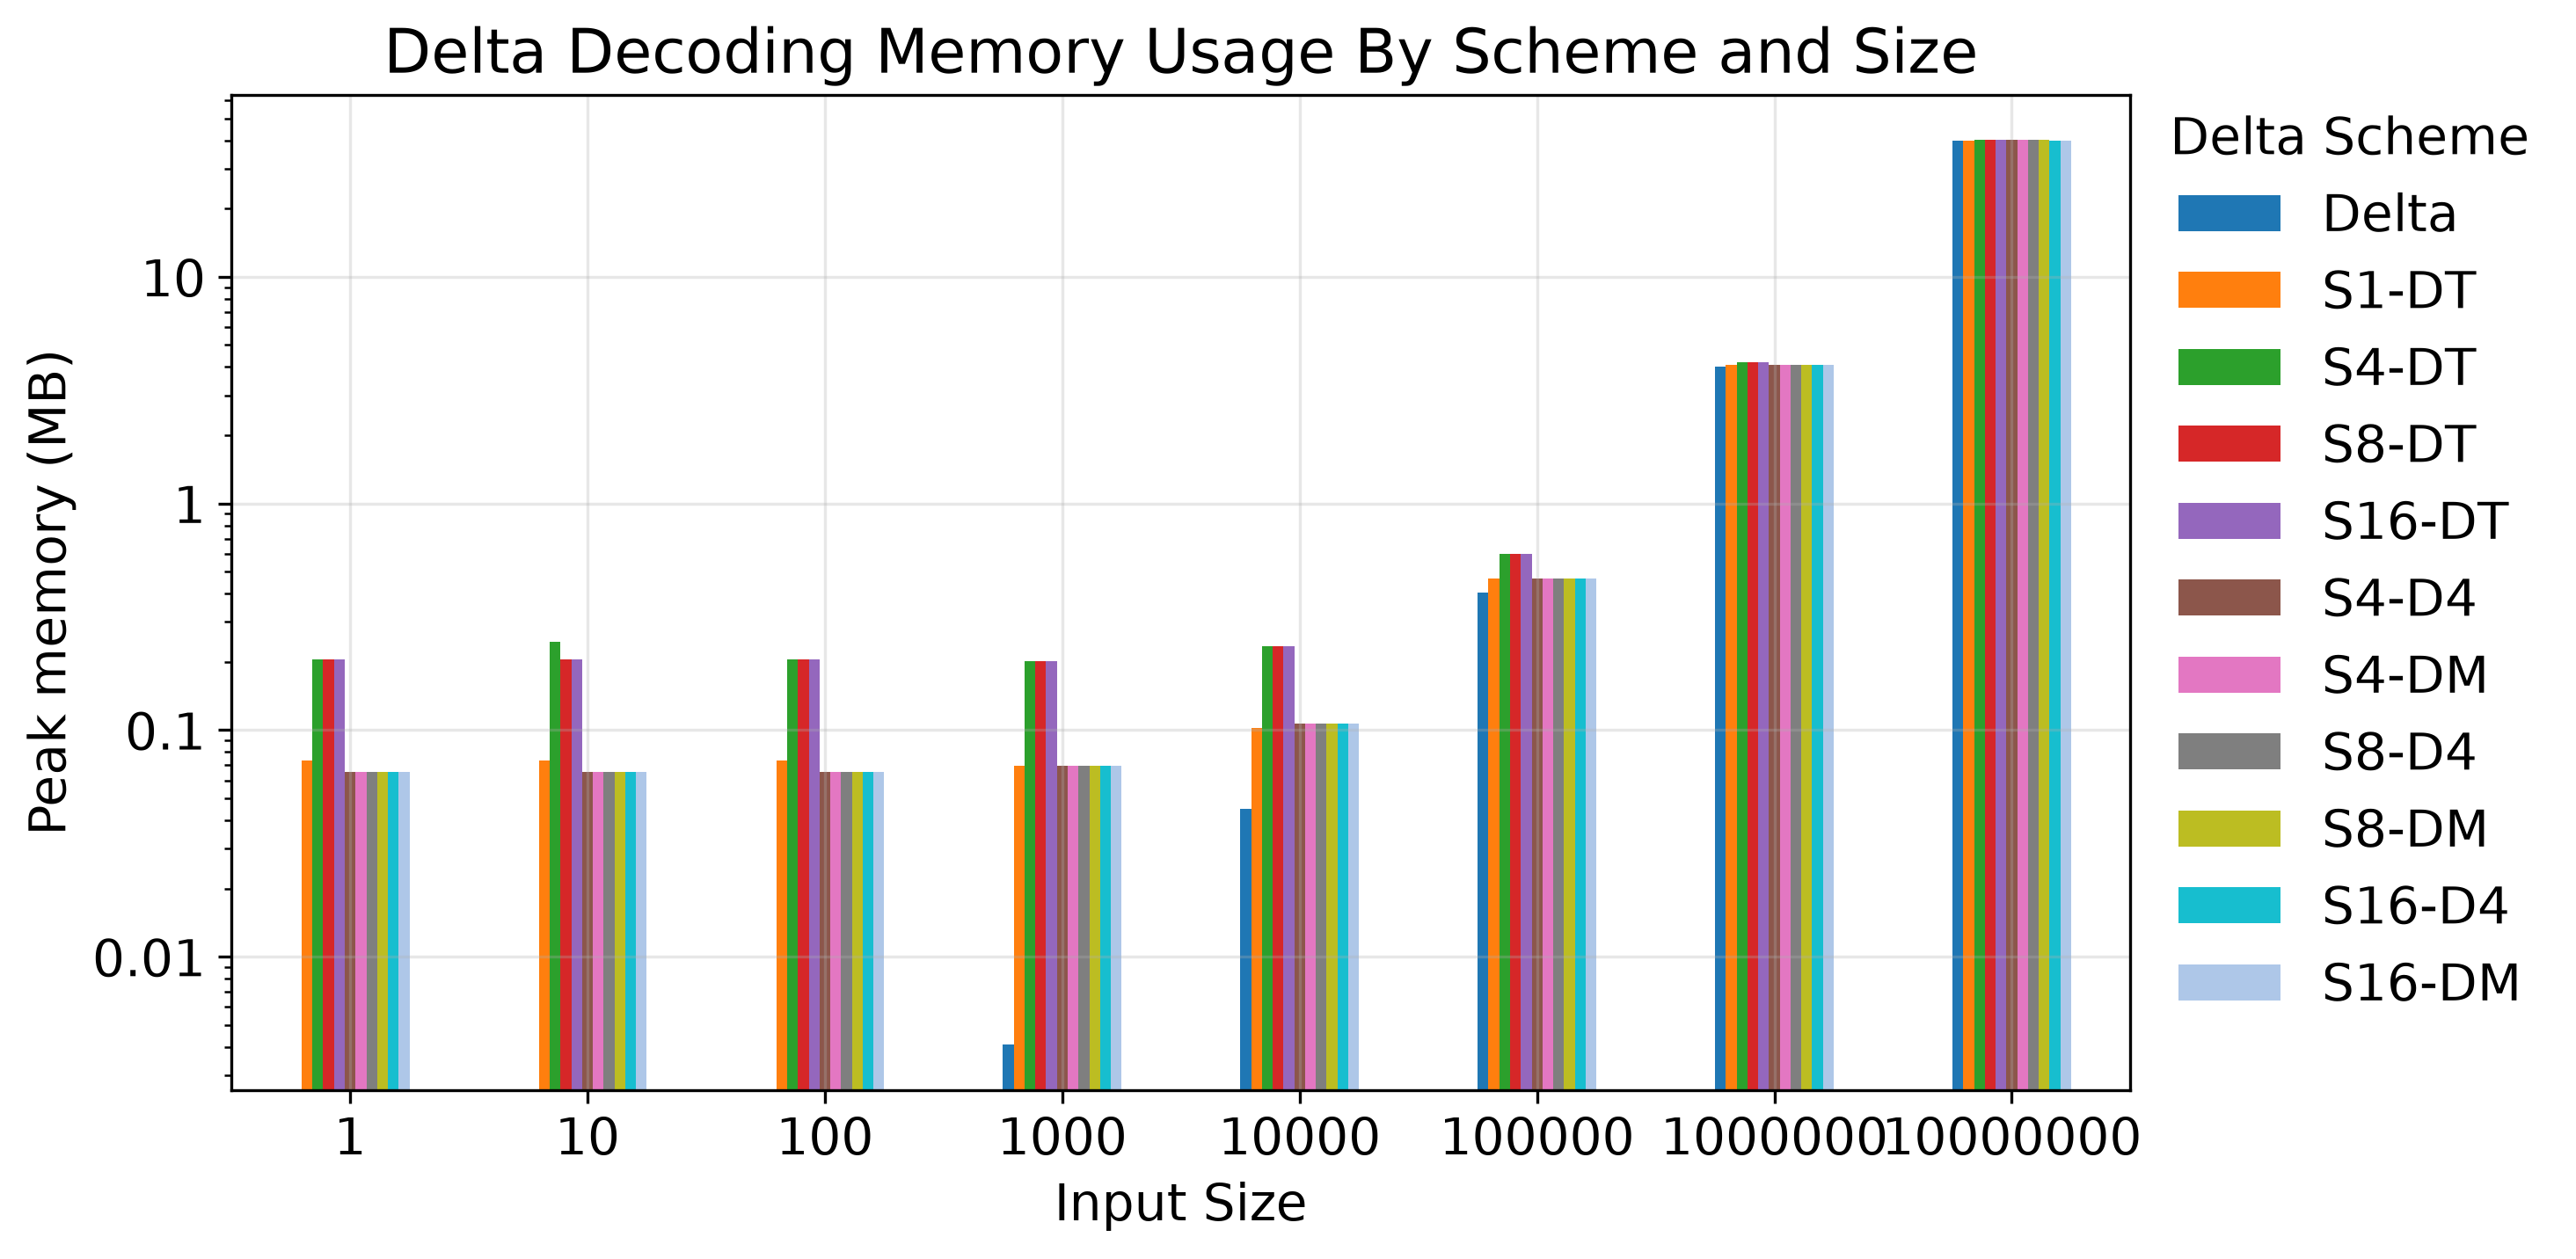 Delta Decoding Memory Usage By Scheme and Size
Peak memory (MB)
10
1
0.1
0.01
1
10
100
1000
10000
100000
1000000
10000000
Input Size
Delta Scheme
Delta
S1-DT
S4-DT
S8-DT
S16-DT
S4-D4
S4-DM
S8-D4
S8-DM
S16-D4
S16-DM